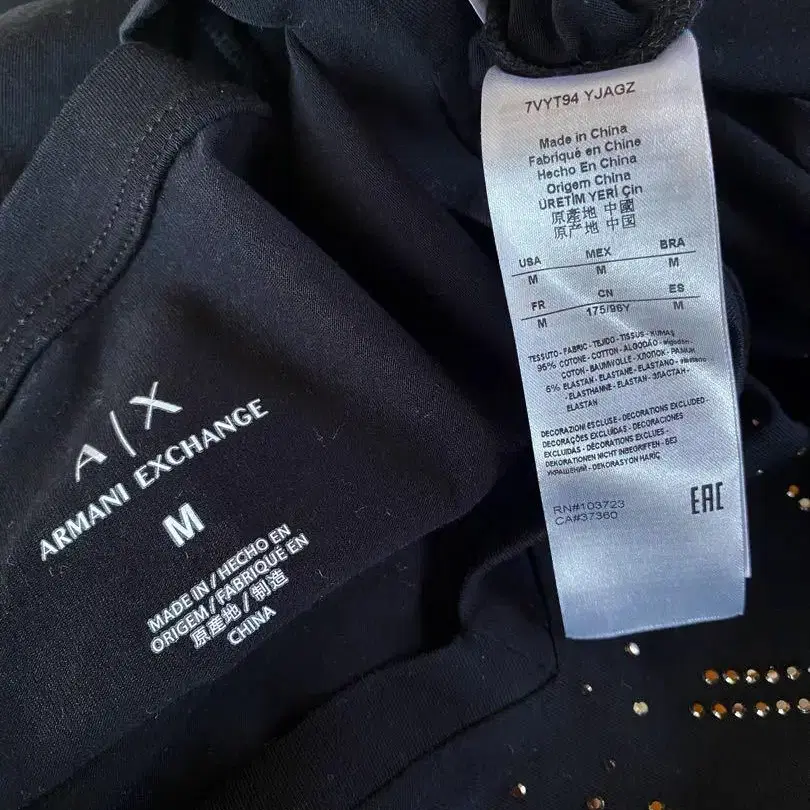 A|X
ARMANI EXCHANGE
M
MADE IN / HECHO EN
ORIGEM / FABRIQUÉ EN
原產地 / 制造
CHINA
7VYT94 YJAGZ
Made in China
Fabriqué en Chine
Hecho En China
Origem China
ÜRETİM YERİ Çin
原產地 中國
原产地 中国
USA MEX BRA
M M M
FR CN ES
M 175/96Y M
TESSUTO - FABRIC - TEJIDO - TISSUS - KUMAŞ
95% COTONE - COTTON - ALGODÃO - algodón
COTON - BAUMWOLLE - ХЛОПОК - PAMUK
5% ELASTAN - ELASTANE - ELASTANO - elastano
- ELASTHANNE - ELASTAN - ЭЛАСТАН -
ELASTAN
DECORAZIONI ESCLUSE - DECORATIONS EXCLUDED -
DECORAÇÕES EXCLUÍDAS - DECORACIONES
EXCLUIDAS - DÉCORATIONS EXCLUES -
DEKORATIONEN NICHT INBEGRIFFEN - БЕЗ
УКРАШЕНИЙ - DEKORASYON HARİÇ
RN#103723
CA#37360
EAC